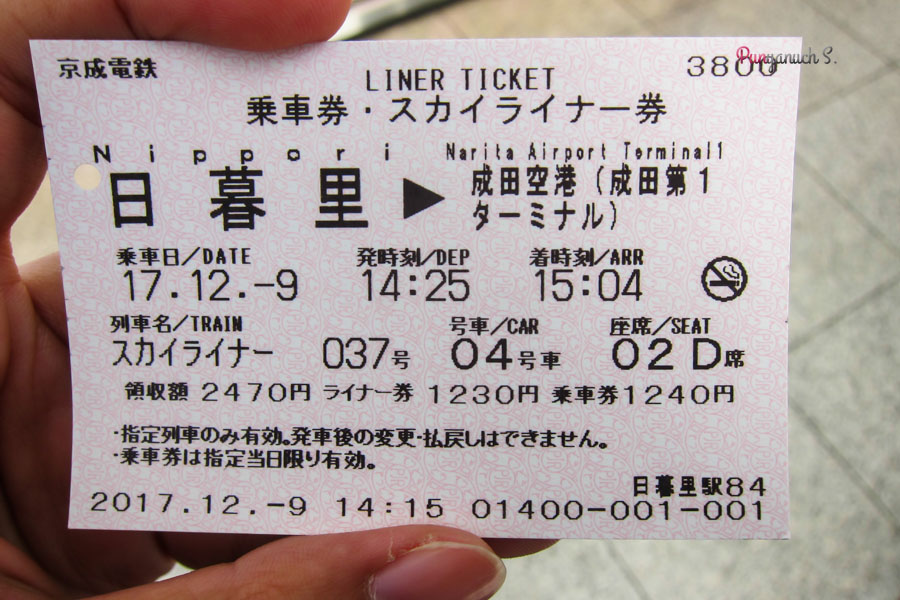 京成電鉄
3800
Punyanuch S.
LINER TICKET
乗車券・スカイライナー券
Nippori
Narita Airport Terminal1
日暮里 ▶ 成田空港（成田第1
ターミナル）
乗車日/DATE 発時刻/DEP 着時刻/ARR
17.12.-9 14:25 15:04
列車名/TRAIN 号車/CAR 座席/SEAT
スカイライナー 037号 04号車 02D席
領収額 2470円 ライナー券 1230円 乗車券1240円
・指定列車のみ有効。発車後の変更・払戻しはできません。
・乗車券は指定当日限り有効。
日暮里駅84
2017.12.-9 14:15 01400-001-001